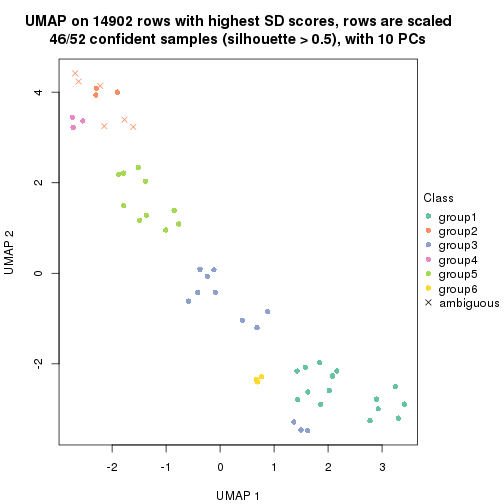 UMAP on 14902 rows with highest SD scores, rows are scaled
46/52 confident samples (silhouette > 0.5), with 10 PCs
4
2
0
-2
UMAP 2
-2
-1
0
1
2
3
UMAP 1
Class
group1
group2
group3
group4
group5
group6
ambiguous